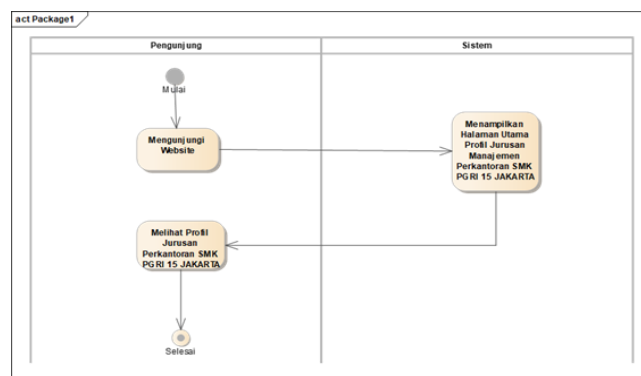 act Package1
Pengunjung
Sistem
Mulai
Mengunjungi
Website
Menampilkan
Halaman Utama
Profil Jurusan
Manajemen
Perkantoran SMK
PGRI 15 JAKARTA
Melihat Profil
Jurusan
Perkantoran SMK
PGRI 15 JAKARTA
Selesai